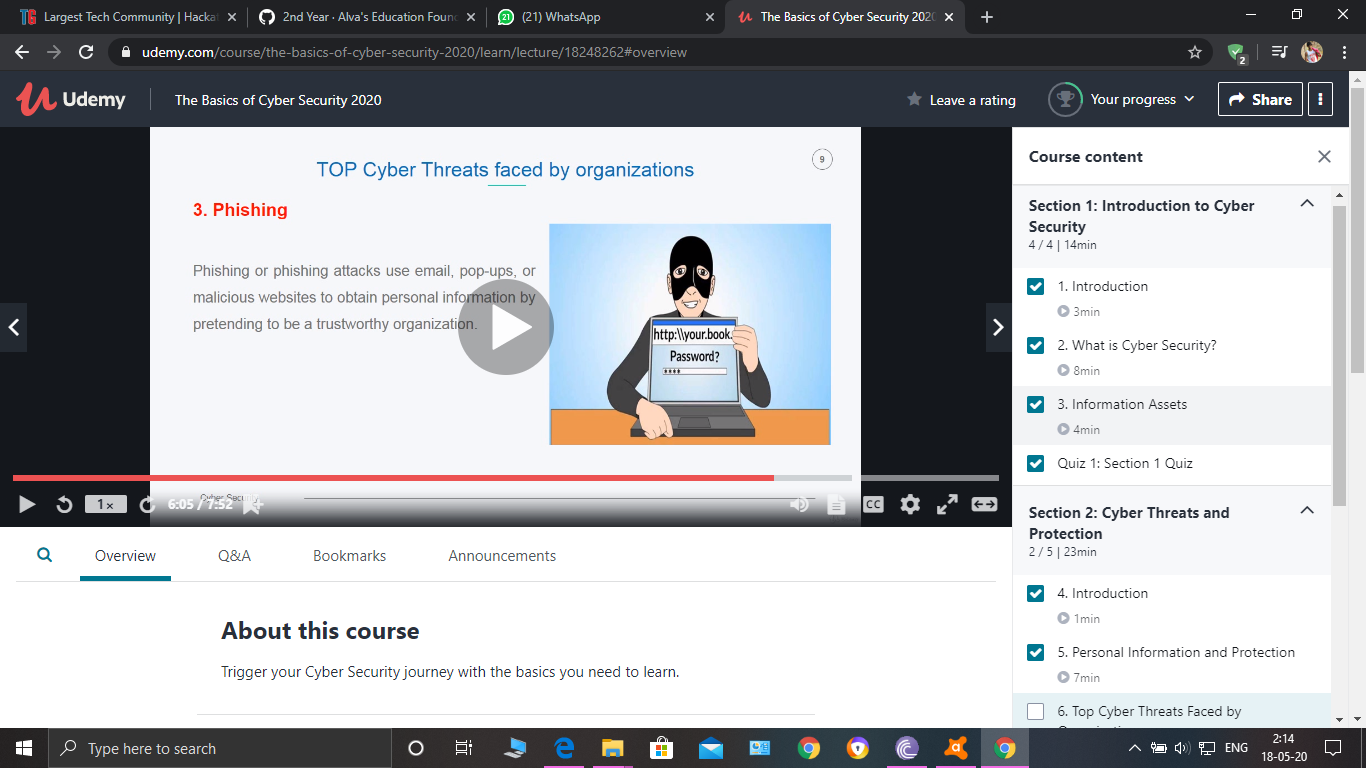 Largest Tech Community | Hacka
2nd Year · Alva's Education Foun
(21) WhatsApp
The Basics of Cyber Security 2020
udemy.com/course/the-basics-of-cyber-security-2020/learn/lecture/18248262#overview
2
Udemy
The Basics of Cyber Security 2020
Leave a rating
Your progress
Share
TOP Cyber Threats faced by organizations
9
3. Phishing
Phishing or phishing attacks use email, pop-ups, or
malicious websites to obtain personal information by
pretending to be a trustworthy organization.
http:\\your.book.
Password?
****
Cyber Security
1x
6:05 / 7:52
CC
Course content
Section 1: Introduction to Cyber
Security
4 / 4 | 14min
1. Introduction
3min
2. What is Cyber Security?
8min
3. Information Assets
4min
Quiz 1: Section 1 Quiz
Section 2: Cyber Threats and
Protection
2 / 5 | 23min
4. Introduction
1min
5. Personal Information and Protection
7min
6. Top Cyber Threats Faced by
Overview
Q&A
Bookmarks
Announcements
About this course
Trigger your Cyber Security journey with the basics you need to learn.
Type here to search
ENG
2:14
18-05-20